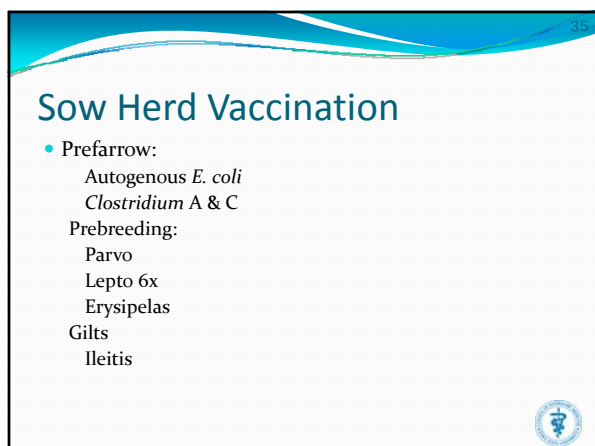 35
Sow Herd Vaccination
• Prefarrow:
Autogenous E. coli
Clostridium A & C
Prebreeding:
Parvo
Lepto 6x
Erysipelas
Gilts
Ileitis